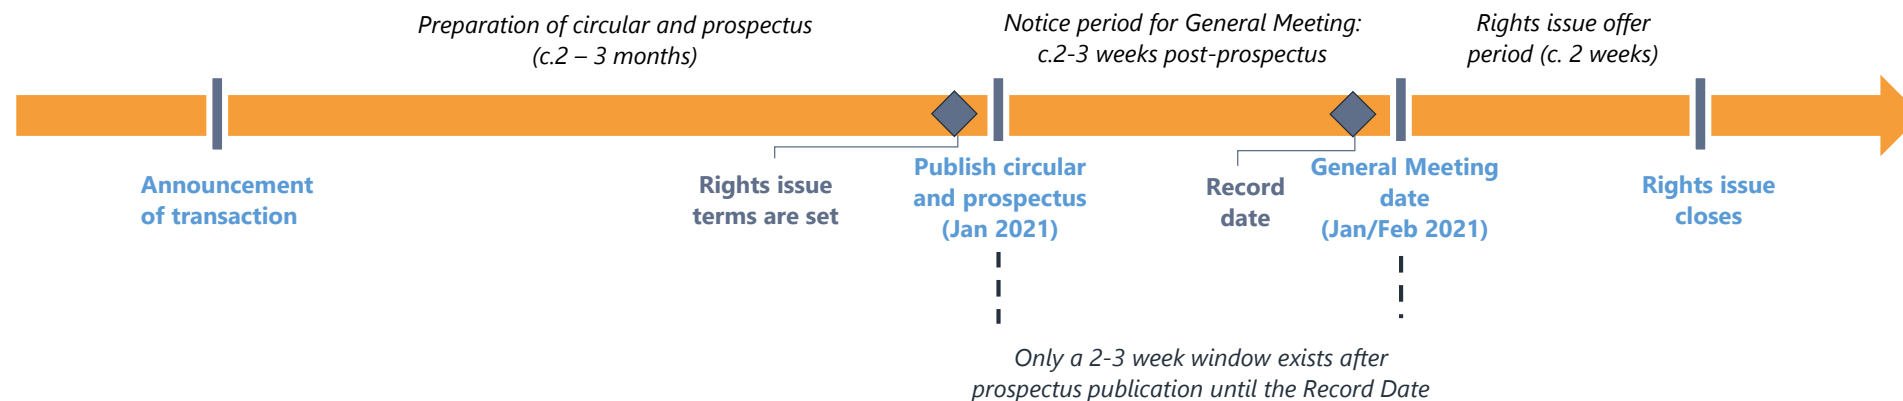 Preparation of circular and prospectus
(c.2 – 3 months)
Notice period for General Meeting:
c.2-3 weeks post-prospectus
Rights issue offer
period (c. 2 weeks)
Announcement
of transaction
Rights issue
terms are set
Publish circular
and prospectus
(Jan 2021)
Record
date
General Meeting
date
(Jan/Feb 2021)
Rights issue
closes
Only a 2-3 week window exists after
prospectus publication until the Record Date